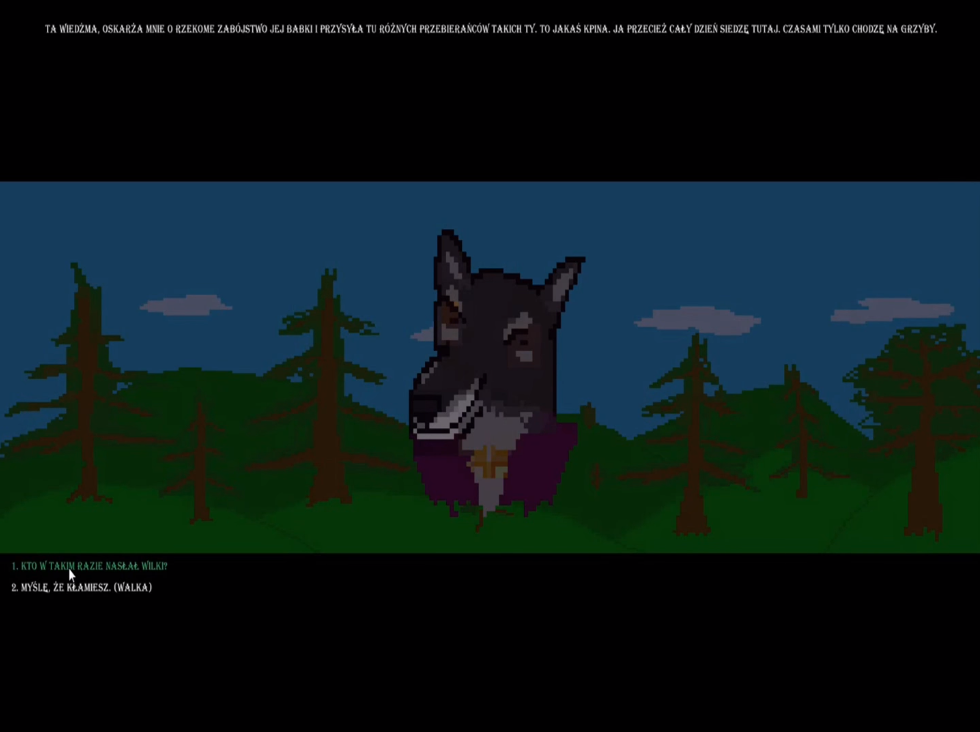 TA WIEDŹMA, OSKARŻA MNIE O RZEKOME ZABÓJSTWO JEJ BABKI I PRZYSYŁA TU RÓŻNYCH PRZEBIERAŃCÓW TAKICH TY. TO JAKAŚ KPINA. JA PRZECIEŻ CAŁY DZIEŃ SIEDZĘ TUTAJ. CZASAMI TYLKO CHODZĘ NA GRZYBY.
1. KTO W TAKIM RAZIE NASŁAŁ WILKI?
2. MYŚLĘ, ŻE KŁAMIESZ. (WALKA)